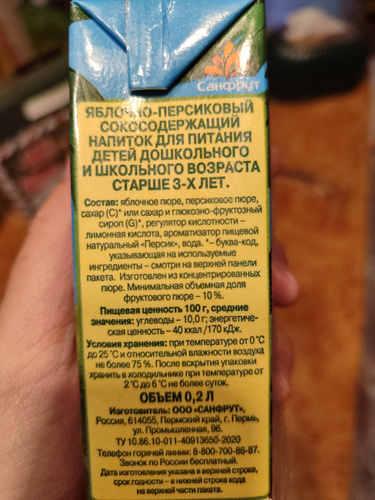 Санфрут
ЯБЛОЧНО-ПЕРСИКОВЫЙ
СОКОСОДЕРЖАЩИЙ
НАПИТОК ДЛЯ ПИТАНИЯ
ДЕТЕЙ ДОШКОЛЬНОГО
И ШКОЛЬНОГО ВОЗРАСТА
СТАРШЕ 3-Х ЛЕТ.
Состав: яблочное пюре, персиковое пюре,
сахар (С)* или сахар и глюкозно-фруктозный
сироп (G)*, регулятор кислотности –
лимонная кислота, ароматизатор пищевой
натуральный «Персик», вода. *- буква-код,
указывающая на используемые
ингредиенты – смотри на верхней панели
пакета. Изготовлен из концентрированных
пюре. Минимальная объемная доля
фруктового пюре – 10 %.
Пищевая ценность 100 г, средние
значения: углеводы – 10,0 г; энергетиче-
ская ценность – 40 ккал /170 кДж.
Условия хранения: при температуре от 0 °С
до 25 °С и относительной влажности воздуха
не более 75 %. После вскрытия упаковки
хранить в холодильнике при температуре от
2 °С до 6 °С не более суток.
ОБЪЕМ 0,2 Л
Изготовитель: ООО «САНФРУТ»,
Россия, 614055, Пермский край, г. Пермь,
ул. Промышленная, 98.
ТУ 10.86.10-011-40913650-2020
Телефон горячей линии: 8-800-700-86-87.
Звонок по России бесплатный.
Дата изготовления указана в верхней строке,
срок годности – в нижней строке кода
на верхней части пакета.